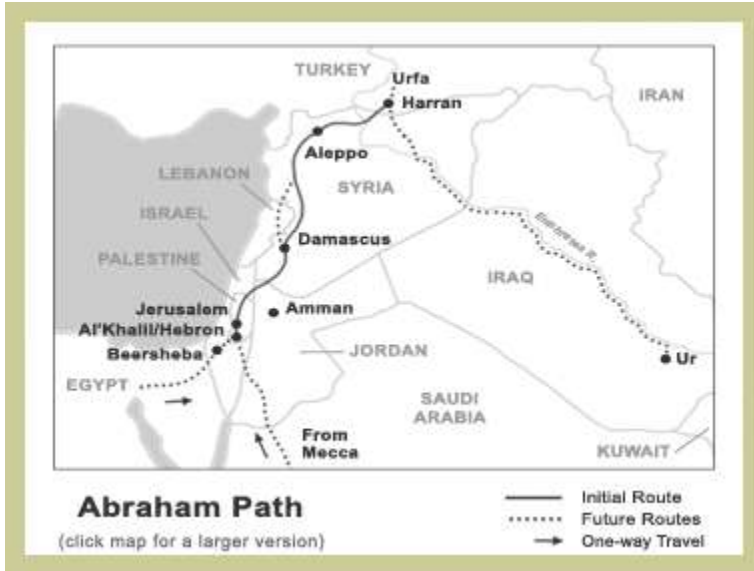 TURKEY
Urfa
Harran
IRAN
Aleppo
LEBANON
SYRIA
ISRAEL
Damascus
Euphrates R.
PALESTINE
IRAQ
Jerusalem
Amman
Al'Khalil/Hebron
Beersheba
JORDAN
Ur
EGYPT
SAUDI
ARABIA
From
Mecca
KUWAIT
Abraham Path
(click map for a larger version)
Initial Route
Future Routes
One-way Travel